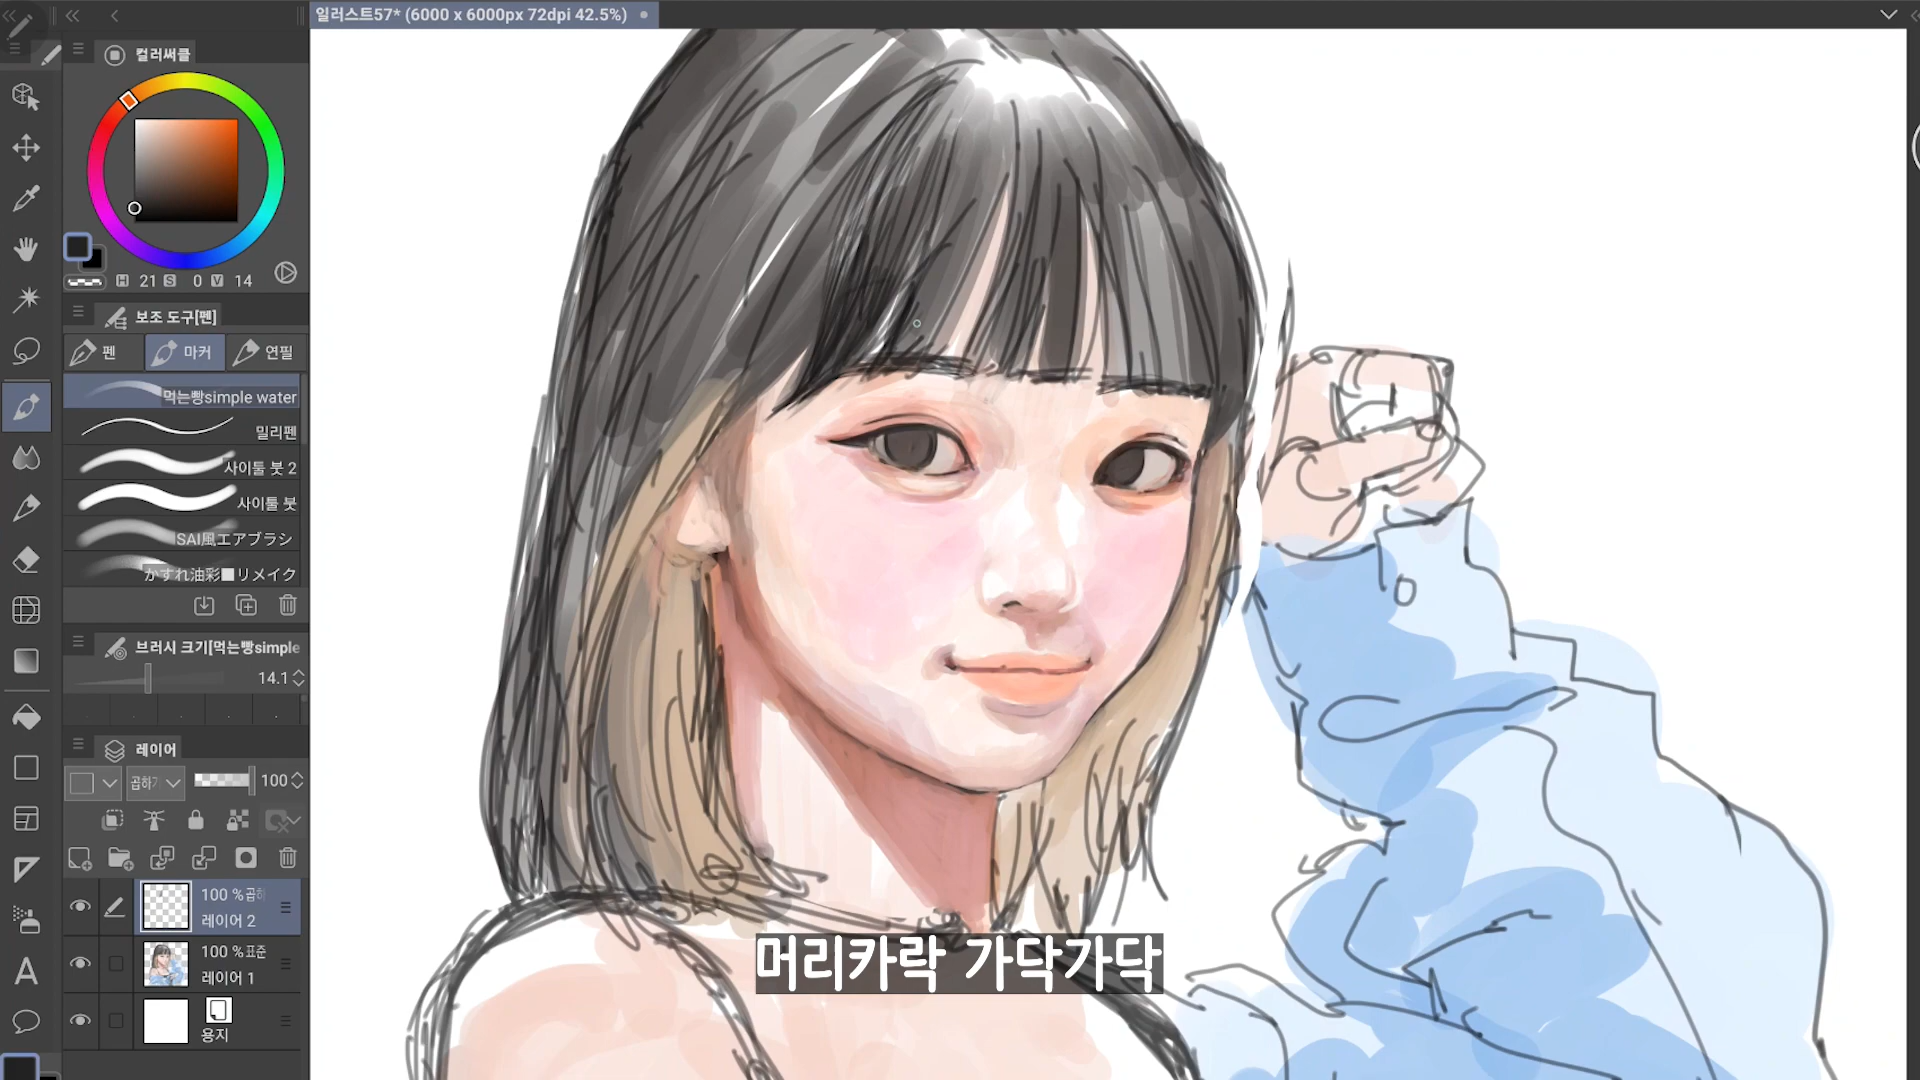 일러스트57* (6000 x 6000px 72dpi 42.5%)
컬러써클
H 21 S 0 V 14
보조 도구[펜]
펜 마커 연필
먹는빵simple water
밀리펜
사이툴 붓 2
사이툴 붓
SAI風エアブラシ
かすれ油彩■リメイク
브러시 크기[먹는빵simple
14.1
레이어
곱하 100
100 %곱하
레이어 2
100 %표준
레이어 1
용지
머리카락 가닥가닥